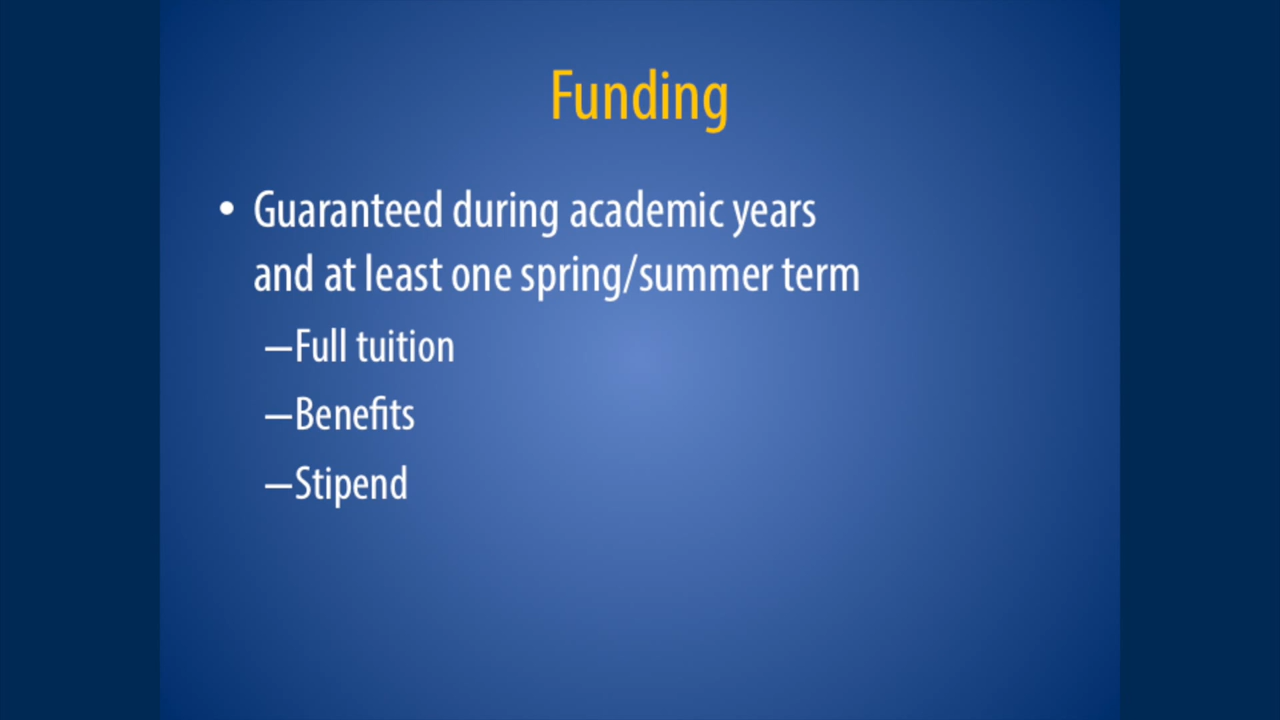 Funding
• Guaranteed during academic years
and at least one spring/summer term
–Full tuition
–Benefits
–Stipend